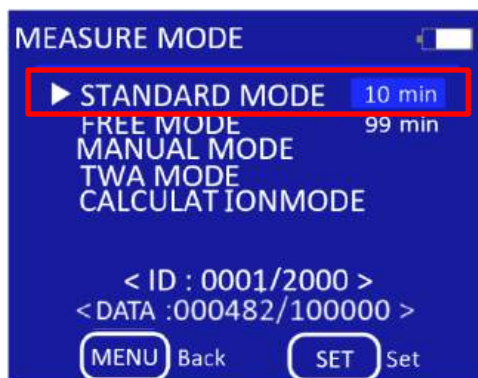 MEASURE MODE
▶ STANDARD MODE 10 min
FREE MODE 99 min
MANUAL MODE
TWA MODE
CALCULAT IONMODE
< ID : 0001/2000 >
<DATA :000482/100000 >
MENU Back SET Set